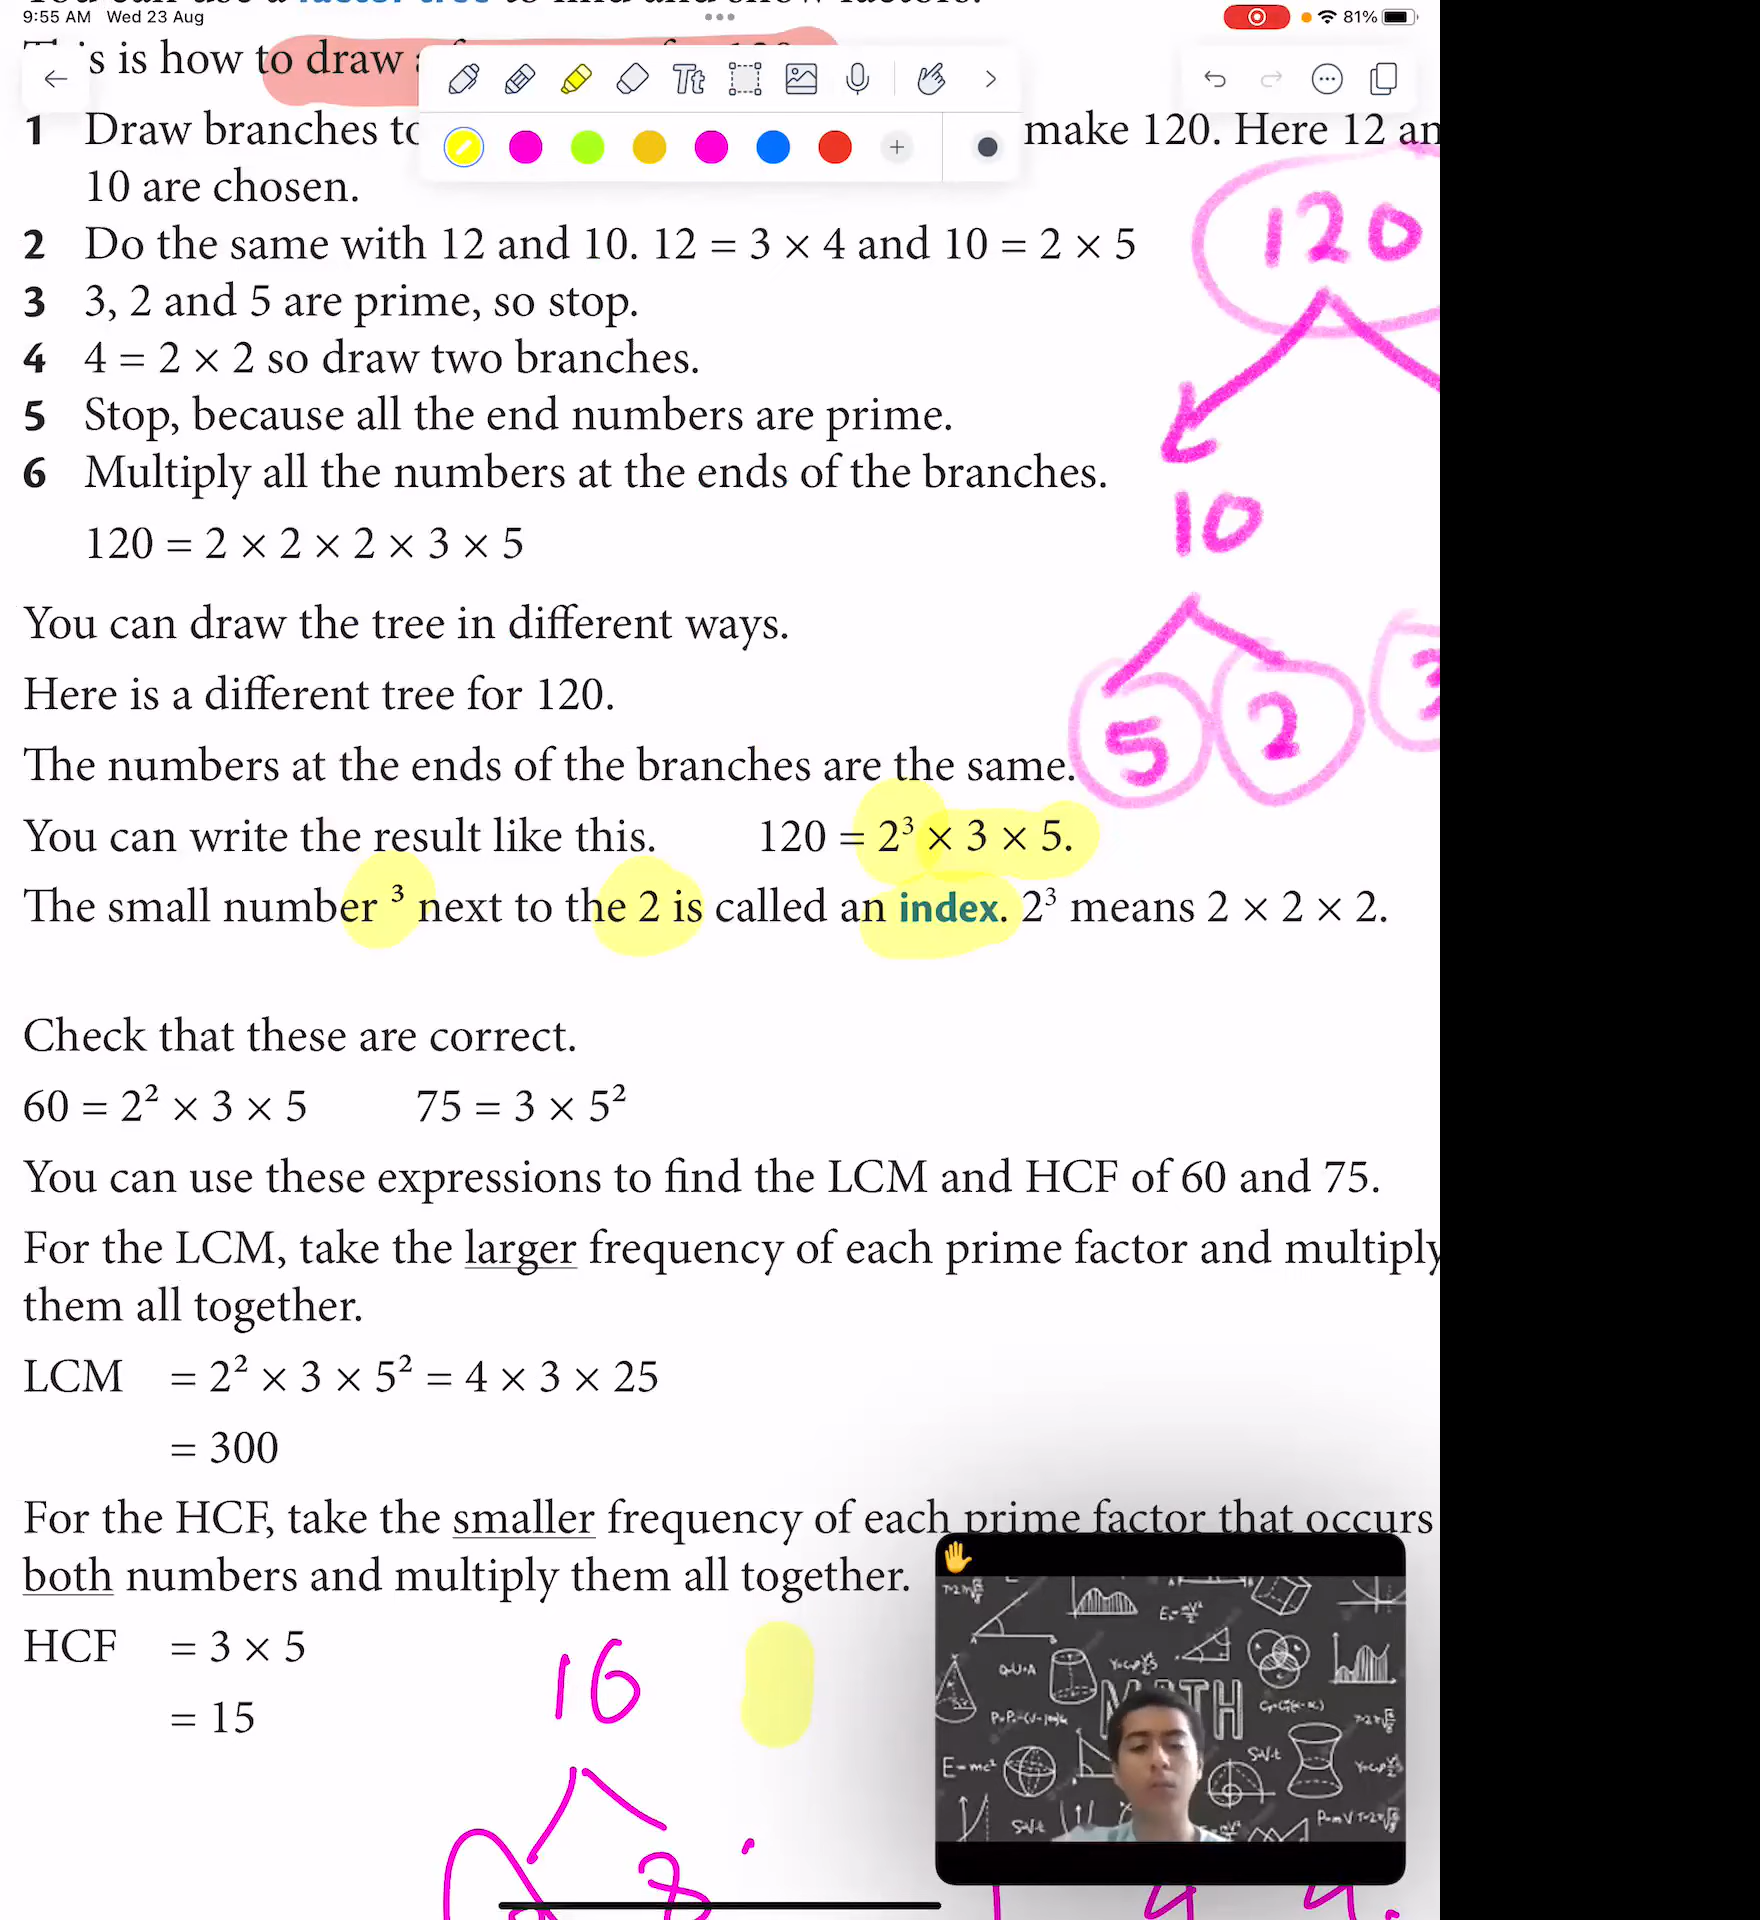 9:55 AM Wed 23 Aug
81%
s is how to draw
1 Draw branches to make 120. Here 12 an
10 are chosen.
2 Do the same with 12 and 10. 12 = 3 × 4 and 10 = 2 × 5
3 3, 2 and 5 are prime, so stop.
4 4 = 2 × 2 so draw two branches.
5 Stop, because all the end numbers are prime.
6 Multiply all the numbers at the ends of the branches.
120 = 2 × 2 × 2 × 3 × 5
120
10
5 2 3
You can draw the tree in different ways.
Here is a different tree for 120.
The numbers at the ends of the branches are the same.
You can write the result like this. 120 = 2³ × 3 × 5.
The small number ³ next to the 2 is called an index. 2³ means 2 × 2 × 2.
Check that these are correct.
60 = 2² × 3 × 5 75 = 3 × 5²
You can use these expressions to find the LCM and HCF of 60 and 75.
For the LCM, take the larger frequency of each prime factor and multiply
them all together.
LCM = 2² × 3 × 5² = 4 × 3 × 25
= 300
For the HCF, take the smaller frequency of each prime factor that occurs
both numbers and multiply them all together.
HCF = 3 × 5
= 15
16
8
MATH
E=mc²